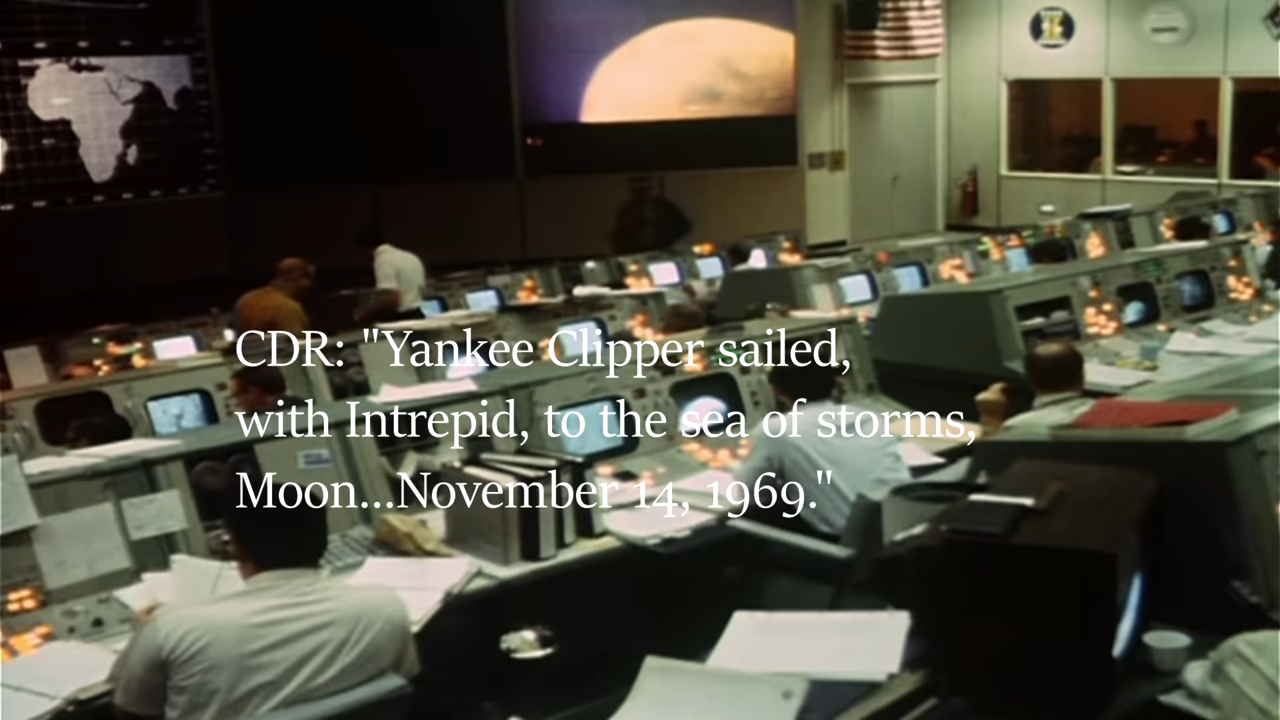 CDR: "Yankee Clipper sailed,
with Intrepid, to the sea of storms,
Moon...November 14, 1969."